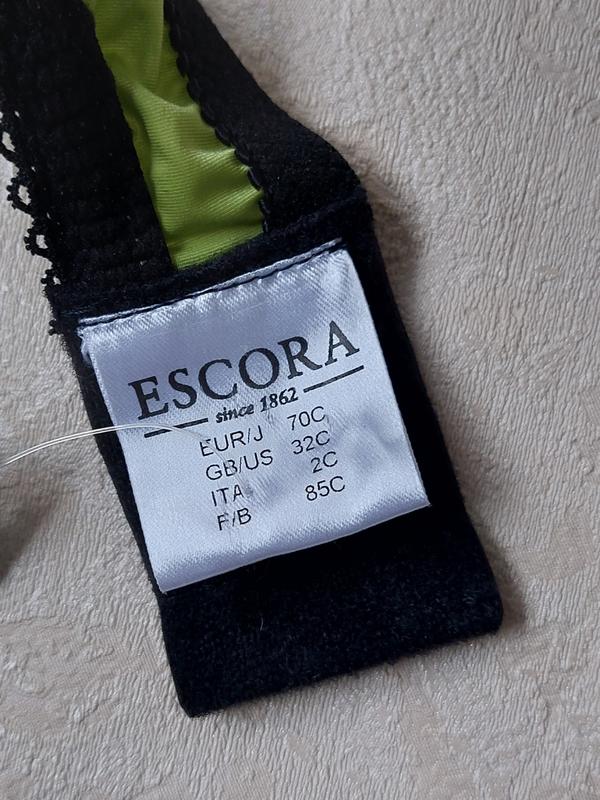 ESCORA
since 1862
EUR/J 70C
GB/US 32C
ITA 2C
F/B 85C